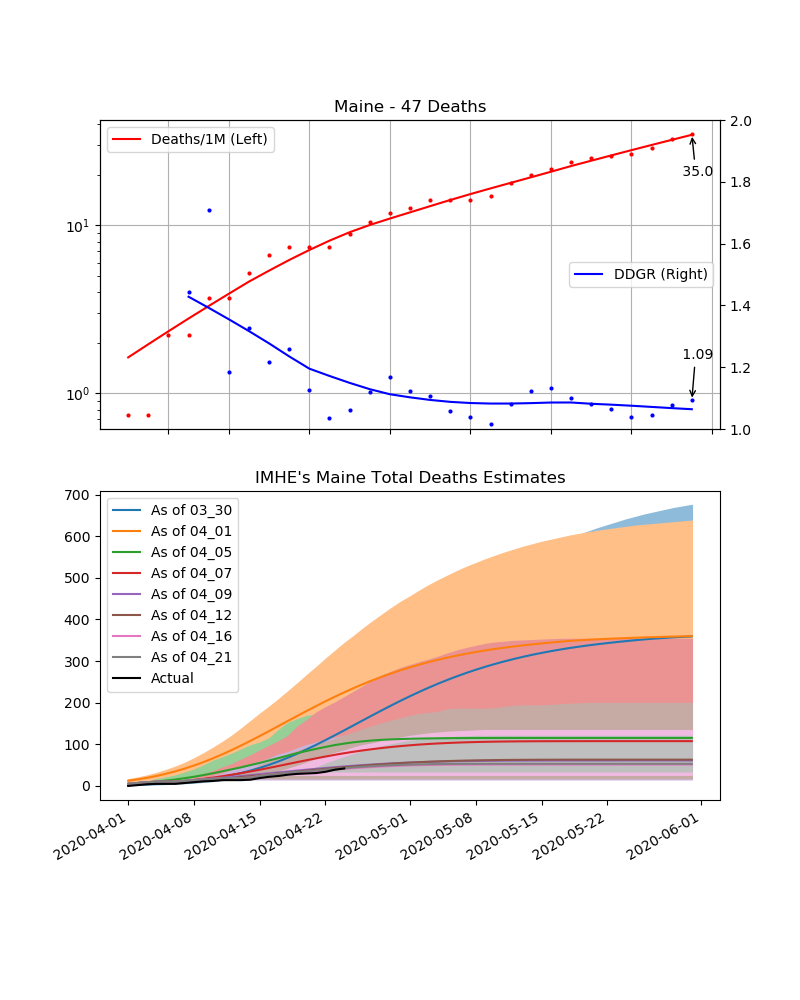 Maine - 47 Deaths
Deaths/1M (Left)
2.0
1.8
35.0
10¹
1.6
DDGR (Right)
1.4
1.09
1.2
10⁰
1.0
IMHE's Maine Total Deaths Estimates
700
As of 03_30
600
As of 04_01
As of 04_05
500
As of 04_07
As of 04_09
400
As of 04_12
As of 04_16
300
As of 04_21
Actual
200
100
0
2020-04-01
2020-04-08
2020-04-15
2020-04-22
2020-05-01
2020-05-08
2020-05-15
2020-05-22
2020-06-01